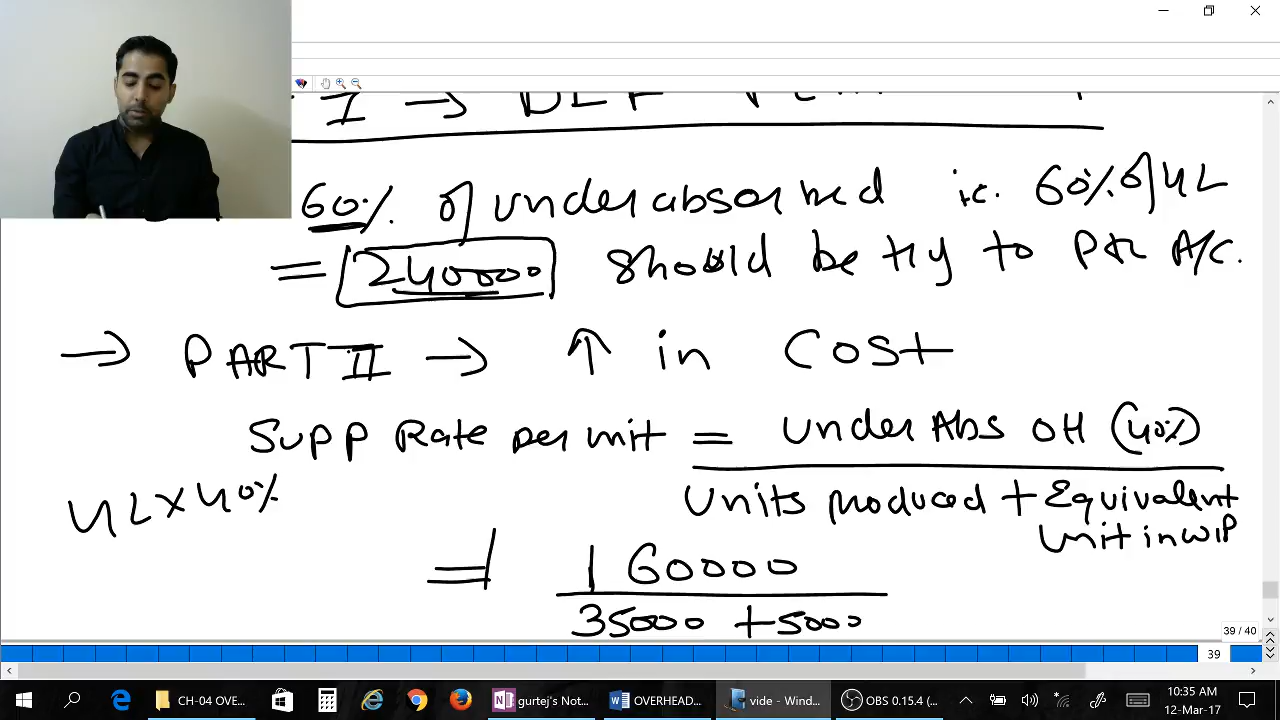 I →
60% of underabsorbed i.e. 60% of 4L
= 240000 should be try to P&L A/C.
→ PART II → ↑ in Cost
Supp Rate per unit = under Abs OH (40%)
4L×40%
Units produced + Equivalent
Unit in WIP
= 160000
35000 + 5000
39 / 40
39
CH-04 OVE...
gurtej's Not...
OVERHEAD...
vide - Wind...
OBS 0.15.4 (...
10:35 AM
12-Mar-17